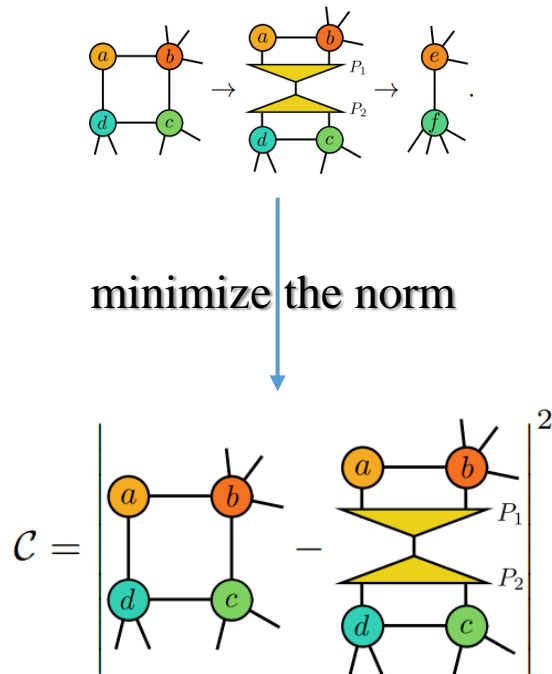 a b → a b P₁ → e
d c d c P₂ f .
minimize the norm
C = | a b − a b P₁ |²
d c d c P₂